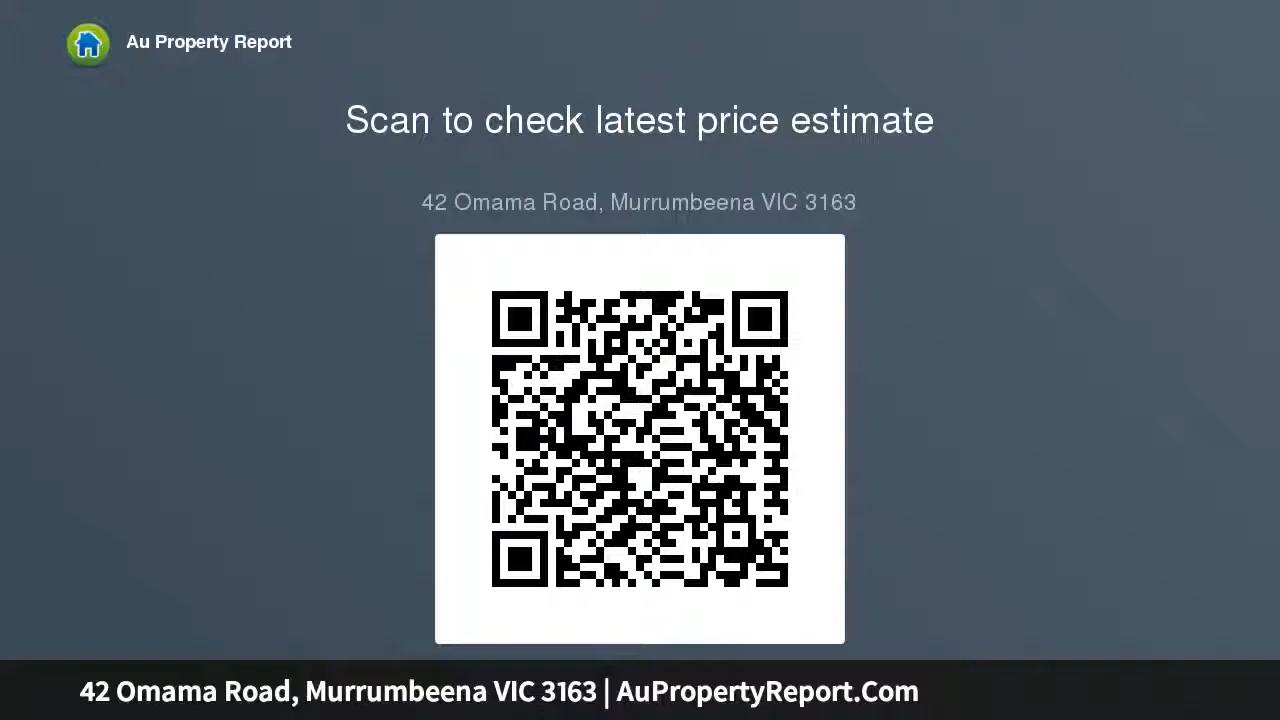 Au Property Report
Scan to check latest price estimate
42 Omama Road, Murrumbeena VIC 3163
42 Omama Road, Murrumbeena VIC 3163 | AuPropertyReport.Com